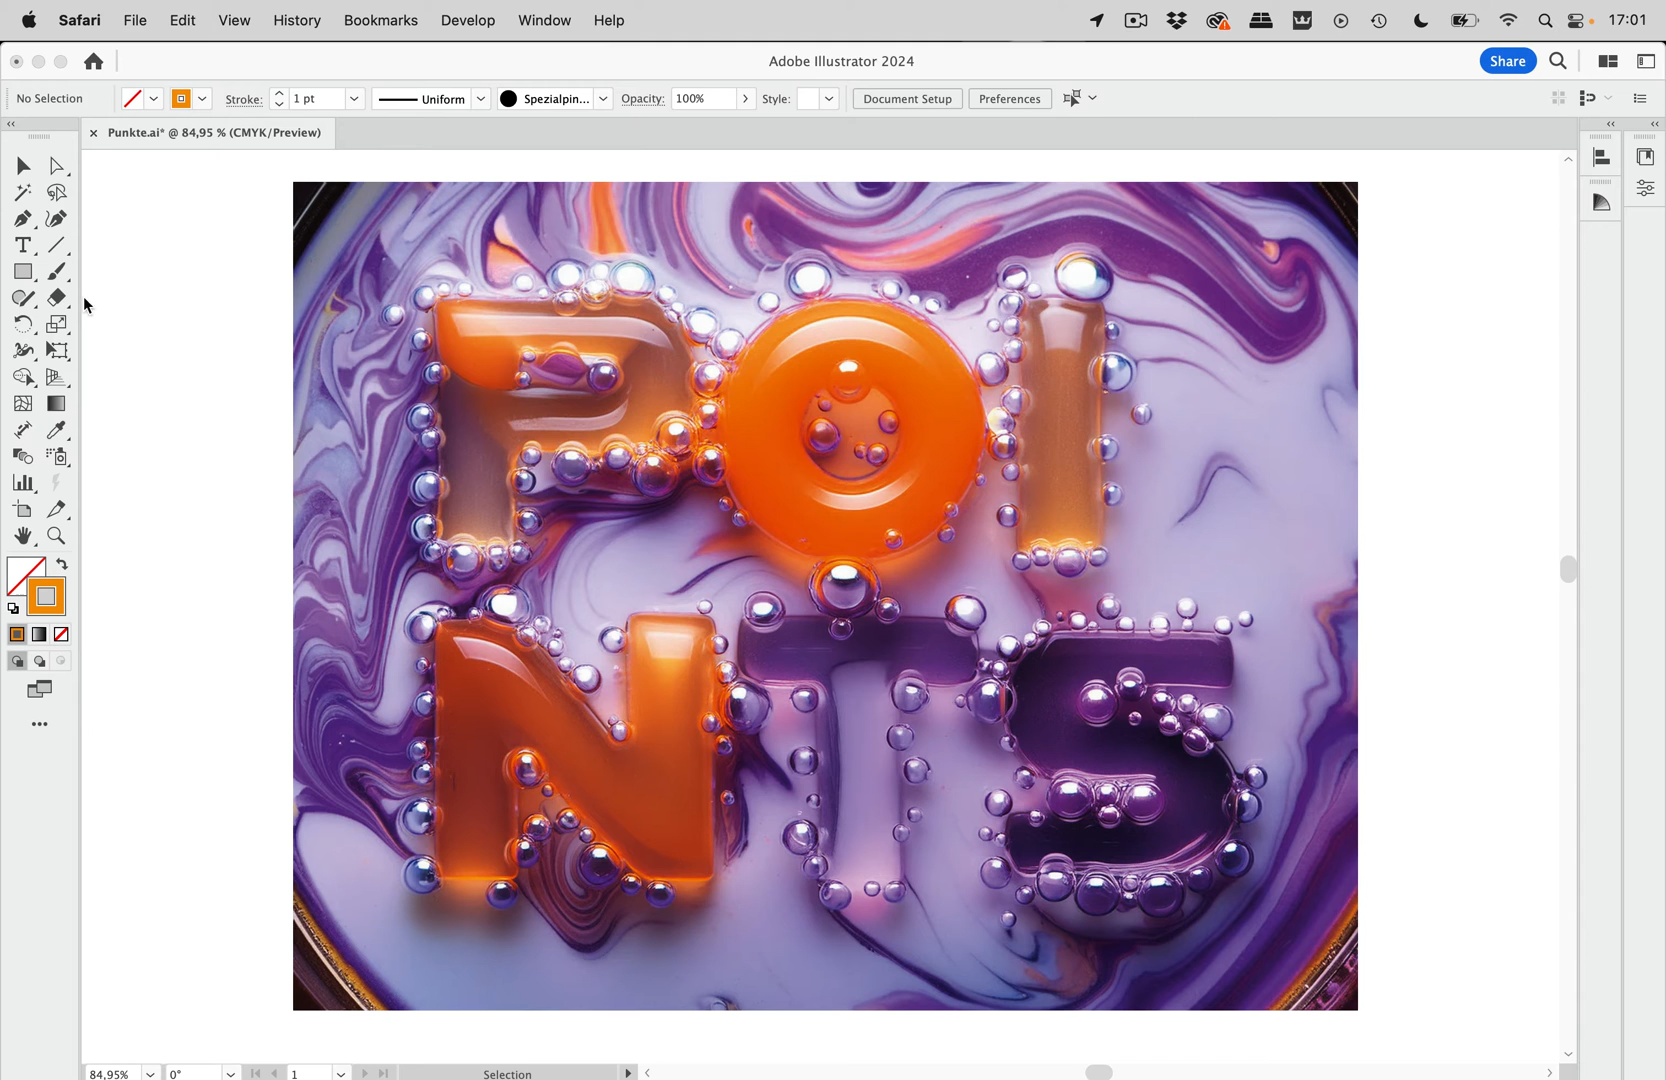 Safari File Edit View History Bookmarks Develop Window Help 17:01
Adobe Illustrator 2024 Share
No Selection Stroke: 1 pt Uniform Spezialpin... Opacity: 100% Style: Document Setup Preferences
× Punkte.ai* @ 84,95 % (CMYK/Preview)
POI
NTS
84,95% 0° 1 Selection